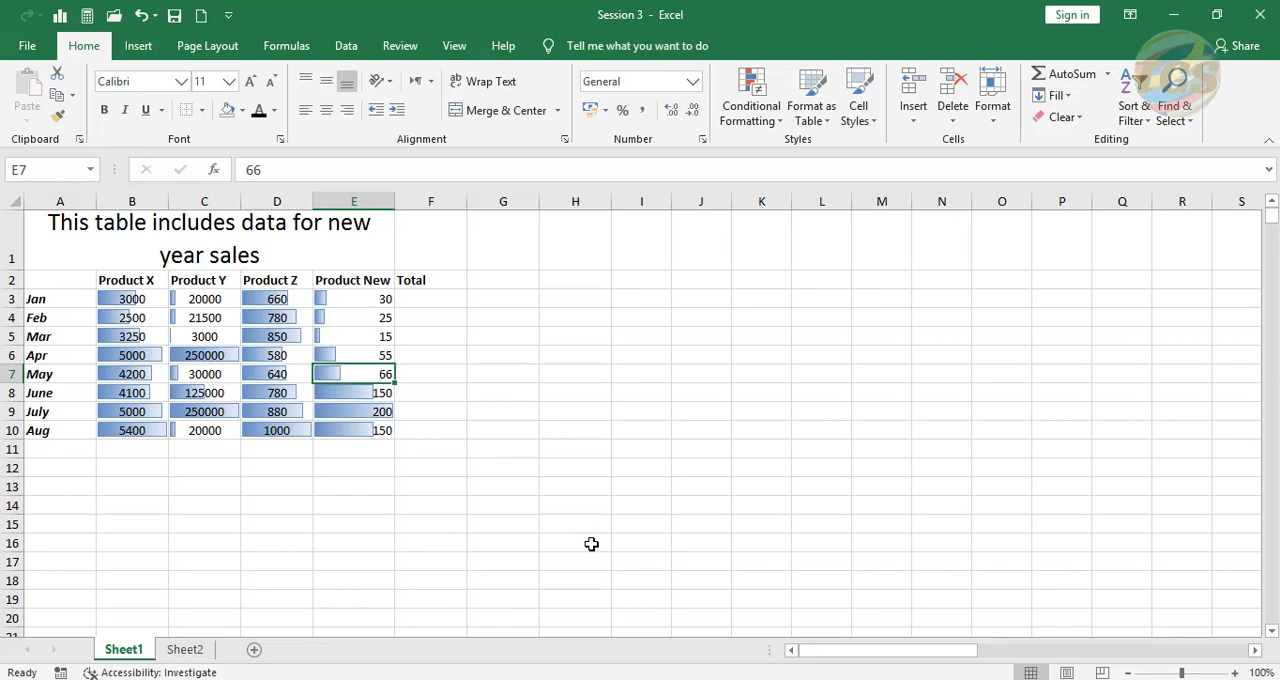 Session 3 - Excel
Sign in
File Home Insert Page Layout Formulas Data Review View Help Tell me what you want to do Share
Paste
Clipboard
Calibri 11
B I U
Font
Wrap Text
Merge & Center
Alignment
General
Number
Conditional Formatting
Format as Table
Cell Styles
Styles
Insert Delete Format
Cells
AutoSum
Fill
Clear
Sort & Filter
Find & Select
Editing
E7 fx 66
A B C D E F G H I J K L M N O P Q R S
1 This table includes data for new
year sales
2 Product X Product Y Product Z Product New Total
3 Jan 3000 20000 660 30
4 Feb 2500 21500 780 25
5 Mar 3250 3000 850 15
6 Apr 5000 250000 580 55
7 May 4200 30000 640 66
8 June 4100 125000 780 150
9 July 5000 250000 880 200
10 Aug 5400 20000 1000 150
11
12
13
14
15
16
17
18
19
20
Sheet1 Sheet2
Ready Accessibility: Investigate 100%